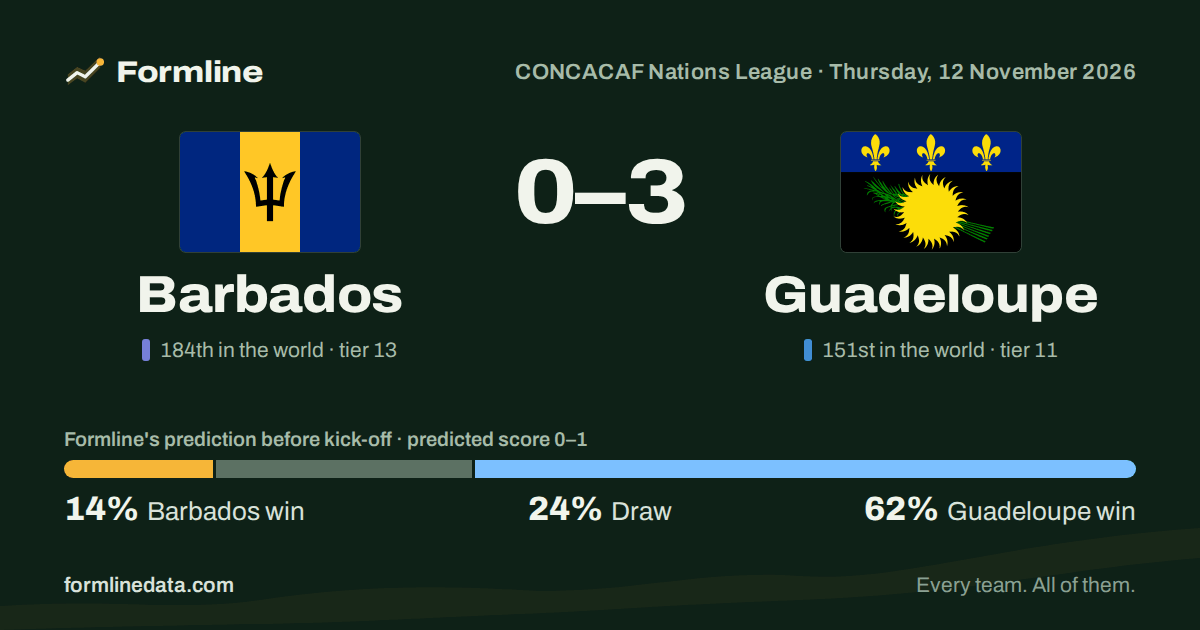 Formline
CONCACAF Nations League · Thursday, 12 November 2026
0–3
Barbados
Guadeloupe
184th in the world · tier 13
151st in the world · tier 11
Formline's prediction before kick-off · predicted score 0–1
14% Barbados win
24% Draw
62% Guadeloupe win
formlinedata.com
Every team. All of them.